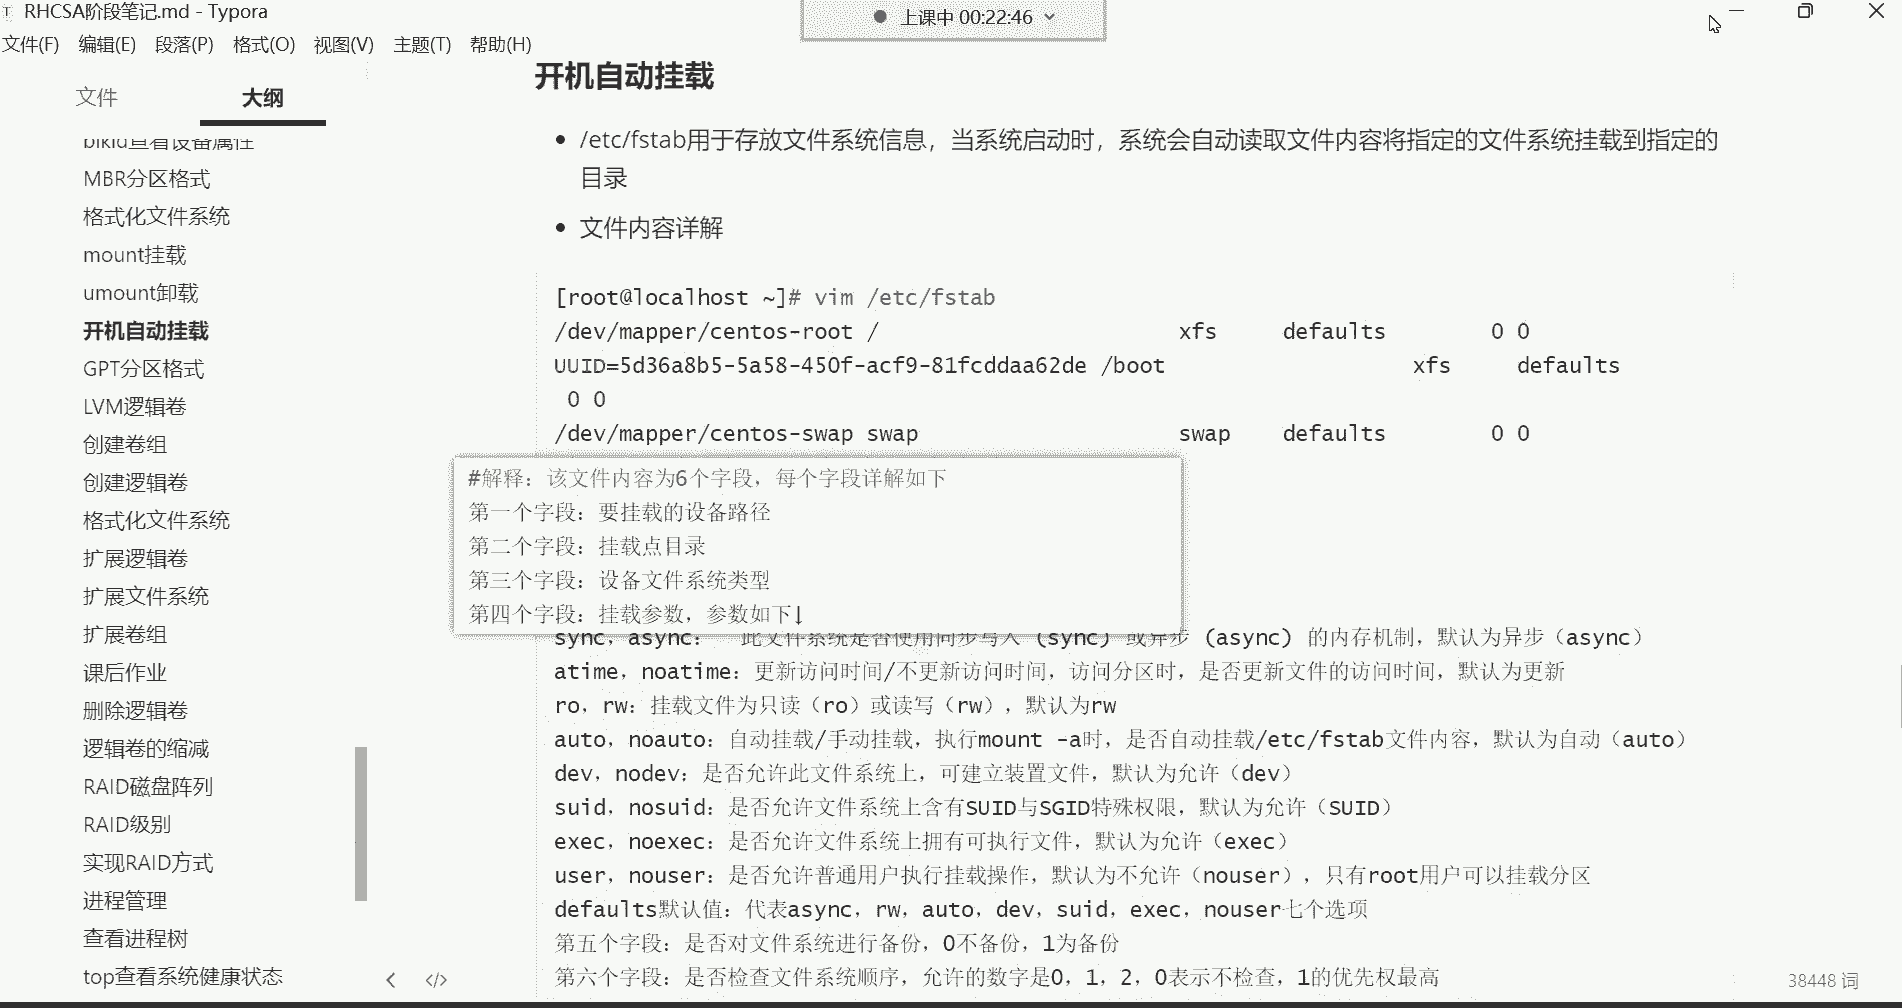 RHCSA阶段笔记.md - Typora
上课中 00:22:46
文件(F) 编辑(E) 段落(P) 格式(O) 视图(V) 主题(T) 帮助(H)
文件 大纲
blkid查看设备属性
MBR分区格式
格式化文件系统
mount挂载
umount卸载
开机自动挂载
GPT分区格式
LVM逻辑卷
创建卷组
创建逻辑卷
格式化文件系统
扩展逻辑卷
扩展文件系统
扩展卷组
课后作业
删除逻辑卷
逻辑卷的缩减
RAID磁盘阵列
RAID级别
实现RAID方式
进程管理
查看进程树
top查看系统健康状态
开机自动挂载
/etc/fstab用于存放文件系统信息，当系统启动时，系统会自动读取文件内容将指定的文件系统挂载到指定的
目录
文件内容详解
[root@localhost ~]# vim /etc/fstab
/dev/mapper/centos-root / xfs defaults 0 0
UUID=5d36a8b5-5a58-450f-acf9-81fcddaa62de /boot xfs defaults
0 0
/dev/mapper/centos-swap swap swap defaults 0 0
#解释：该文件内容为6个字段，每个字段详解如下
第一个字段：要挂载的设备路径
第二个字段：挂载点目录
第三个字段：设备文件系统类型
第四个字段：挂载参数，参数如下↓
sync，async： 此文件系统是否使用同步写入（sync）或异步（async）的内存机制，默认为异步（async）
atime，noatime：更新访问时间/不更新访问时间，访问分区时，是否更新文件的访问时间，默认为更新
ro，rw：挂载文件为只读（ro）或读写（rw），默认为rw
auto，noauto：自动挂载/手动挂载，执行mount -a时，是否自动挂载/etc/fstab文件内容，默认为自动（auto）
dev，nodev：是否允许此文件系统上，可建立装置文件，默认为允许（dev）
suid，nosuid：是否允许文件系统上含有SUID与SGID特殊权限，默认为允许（SUID）
exec，noexec：是否允许文件系统上拥有可执行文件，默认为允许（exec）
user，nouser：是否允许普通用户执行挂载操作，默认为不允许（nouser），只有root用户可以挂载分区
defaults默认值：代表async，rw，auto，dev，suid，exec，nouser七个选项
第五个字段：是否对文件系统进行备份，0不备份，1为备份
第六个字段：是否检查文件系统顺序，允许的数字是0，1，2，0表示不检查，1的优先权最高
38448 词